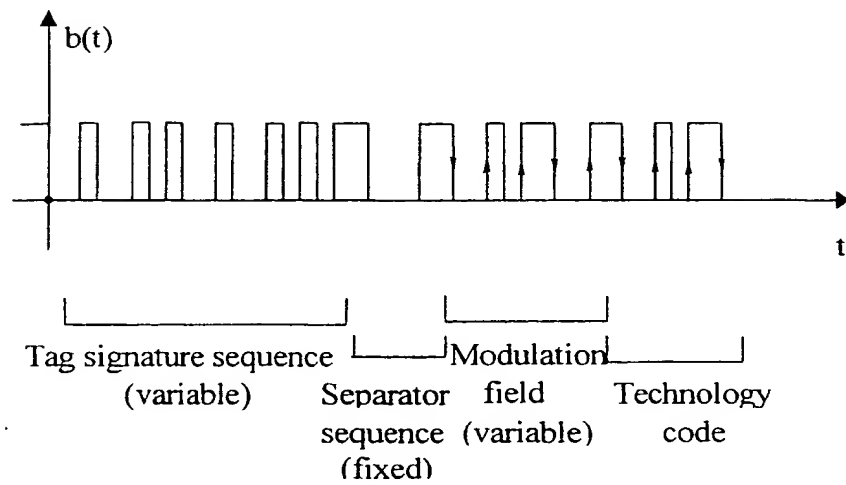 b(t)
t
Tag signature sequence
(variable)
Separator
sequence
(fixed)
Modulation
field
(variable)
Technology
code